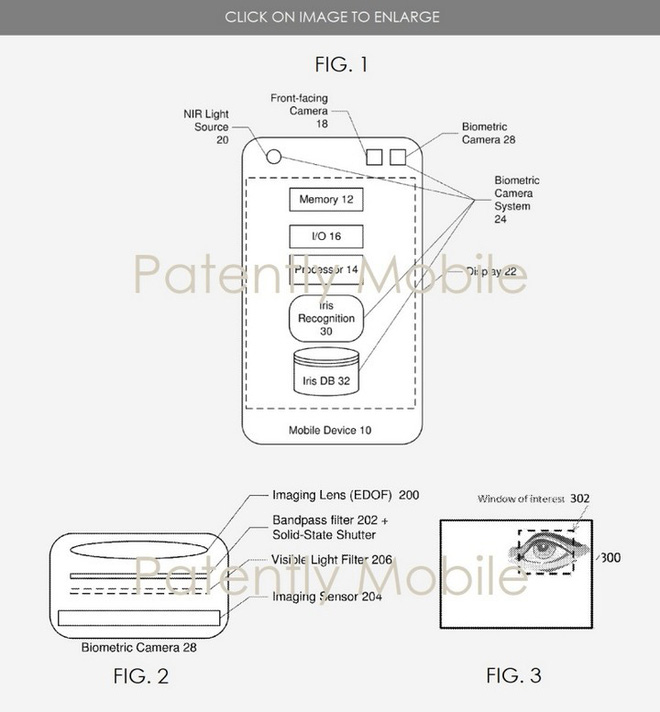 CLICK ON IMAGE TO ENLARGE
FIG. 1
Front-facing
Camera
18
NIR Light
Source
20
Biometric
Camera 28
Biometric
Camera
System
24
Memory 12
I/O 16
Processor 14
Patently Mobile
Display 22
Iris
Recognition
30
Iris DB 32
Mobile Device 10
Imaging Lens (EDOF) 200
Bandpass filter 202 +
Solid-State Shutter
Visible Light Filter 206
Patently Mobile
Imaging Sensor 204
Biometric Camera 28
FIG. 2
Window of interest 302
300
FIG. 3